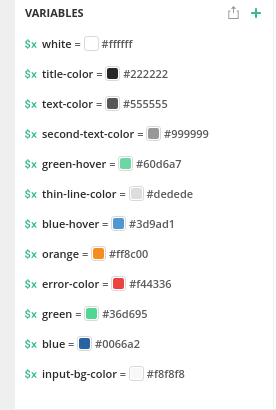 VARIABLES
$x white = #ffffff
$x title-color = #222222
$x text-color = #555555
$x second-text-color = #999999
$x green-hover = #60d6a7
$x thin-line-color = #dedede
$x blue-hover = #3d9ad1
$x orange = #ff8c00
$x error-color = #f44336
$x green = #36d695
$x blue = #0066a2
$x input-bg-color = #f8f8f8